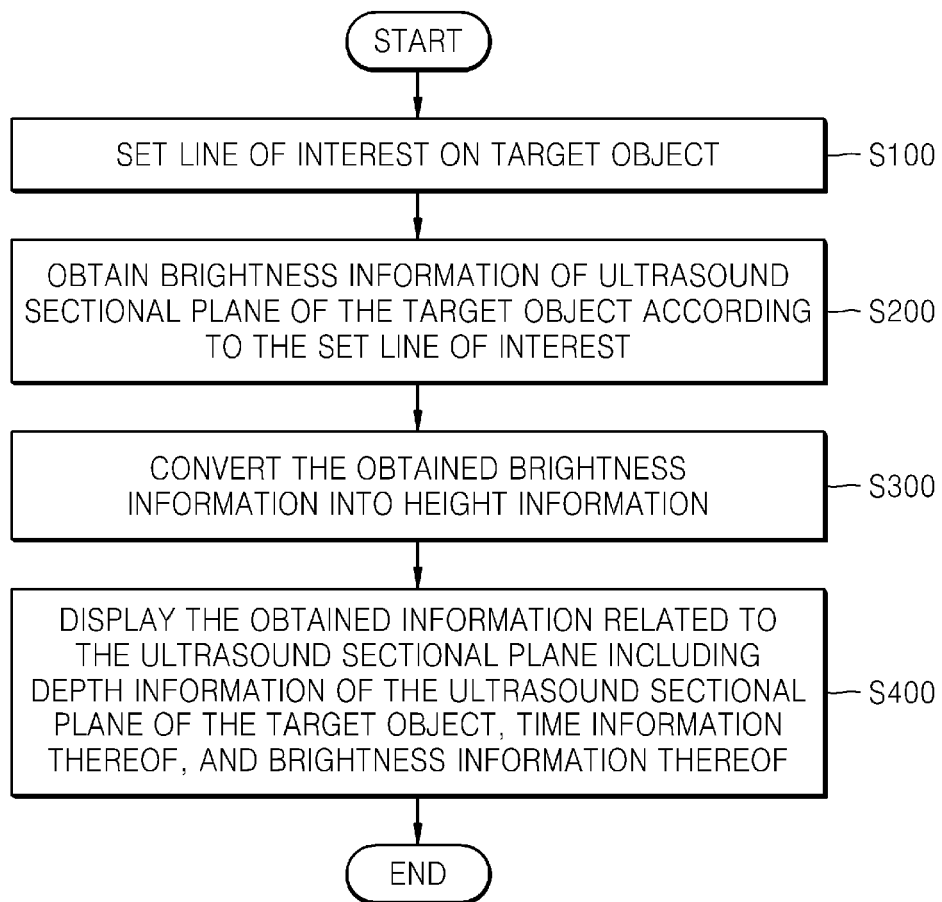 START
SET LINE OF INTEREST ON TARGET OBJECT
S100
OBTAIN BRIGHTNESS INFORMATION OF ULTRASOUND
SECTIONAL PLANE OF THE TARGET OBJECT ACCORDING
TO THE SET LINE OF INTEREST
S200
CONVERT THE OBTAINED BRIGHTNESS
INFORMATION INTO HEIGHT INFORMATION
S300
DISPLAY THE OBTAINED INFORMATION RELATED TO
THE ULTRASOUND SECTIONAL PLANE INCLUDING
DEPTH INFORMATION OF THE ULTRASOUND SECTIONAL
PLANE OF THE TARGET OBJECT, TIME INFORMATION
THEREOF, AND BRIGHTNESS INFORMATION THEREOF
S400
END